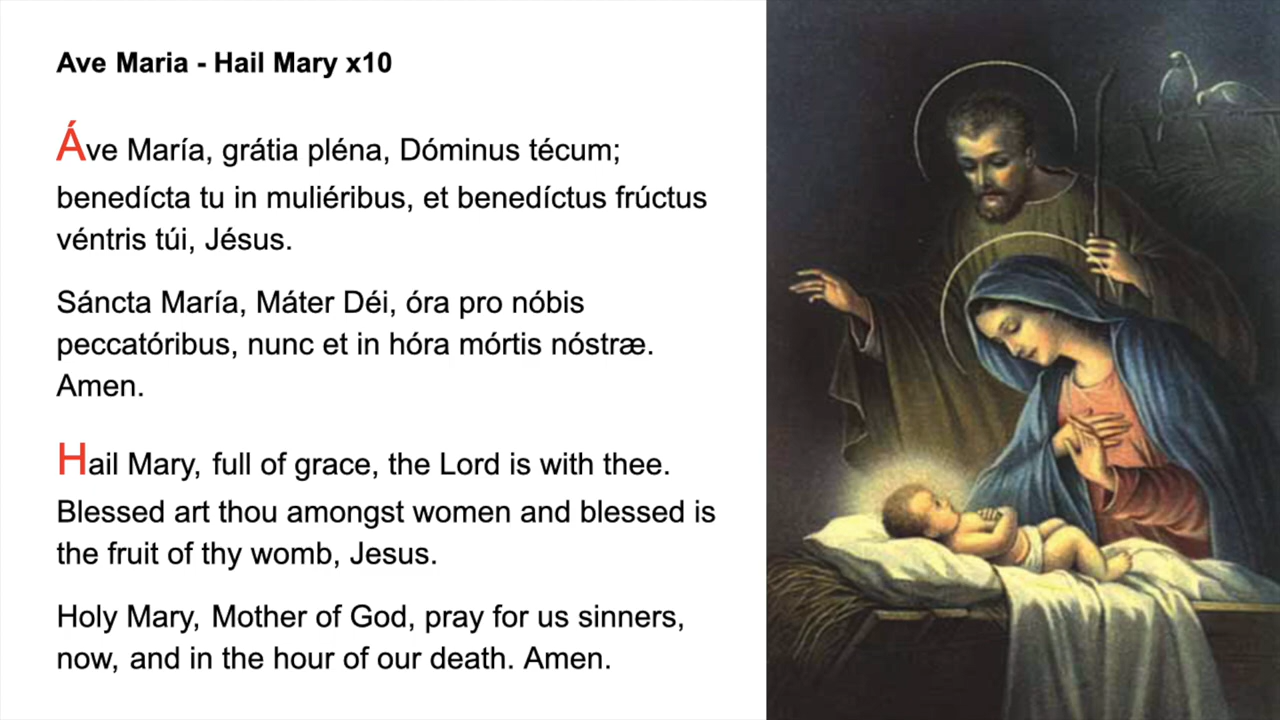 Ave Maria - Hail Mary x10
Áve María, grátia pléna, Dóminus técum;
benedícta tu in muliéribus, et benedíctus frúctus
véntris túi, Jésus.
Sáncta María, Máter Déi, óra pro nóbis
peccatóribus, nunc et in hóra mórtis nóstræ.
Amen.
Hail Mary, full of grace, the Lord is with thee.
Blessed art thou amongst women and blessed is
the fruit of thy womb, Jesus.
Holy Mary, Mother of God, pray for us sinners,
now, and in the hour of our death. Amen.